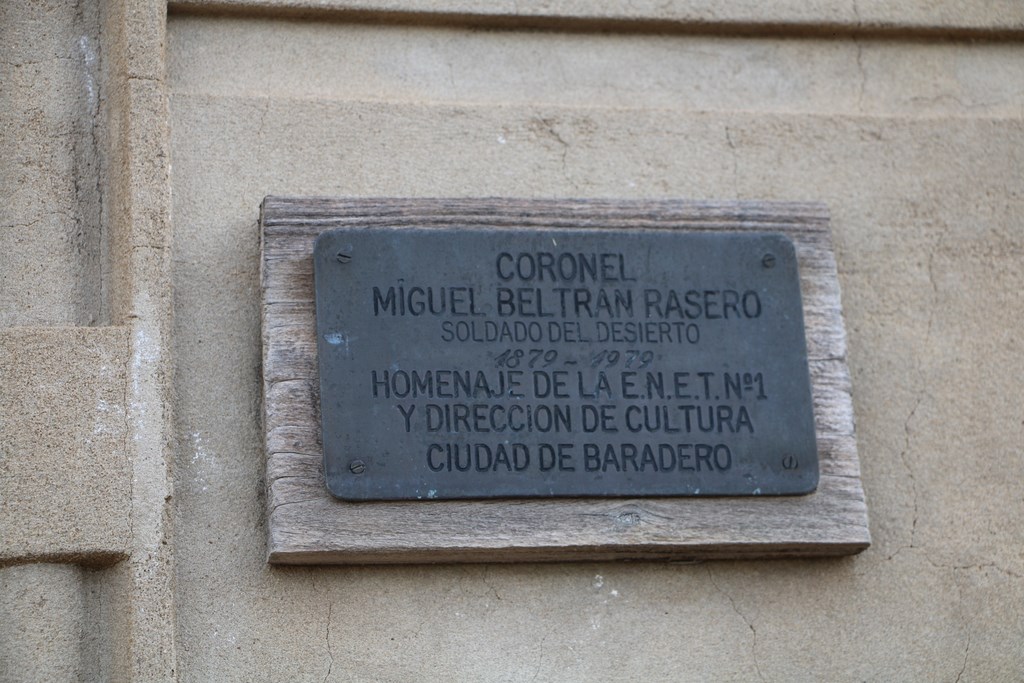 CORONEL
MIGUEL BELTRAN RASERO
SOLDADO DEL DESIERTO
1879 - 1979
HOMENAJE DE LA E.N.E.T. Nº1
Y DIRECCION DE CULTURA
CIUDAD DE BARADERO